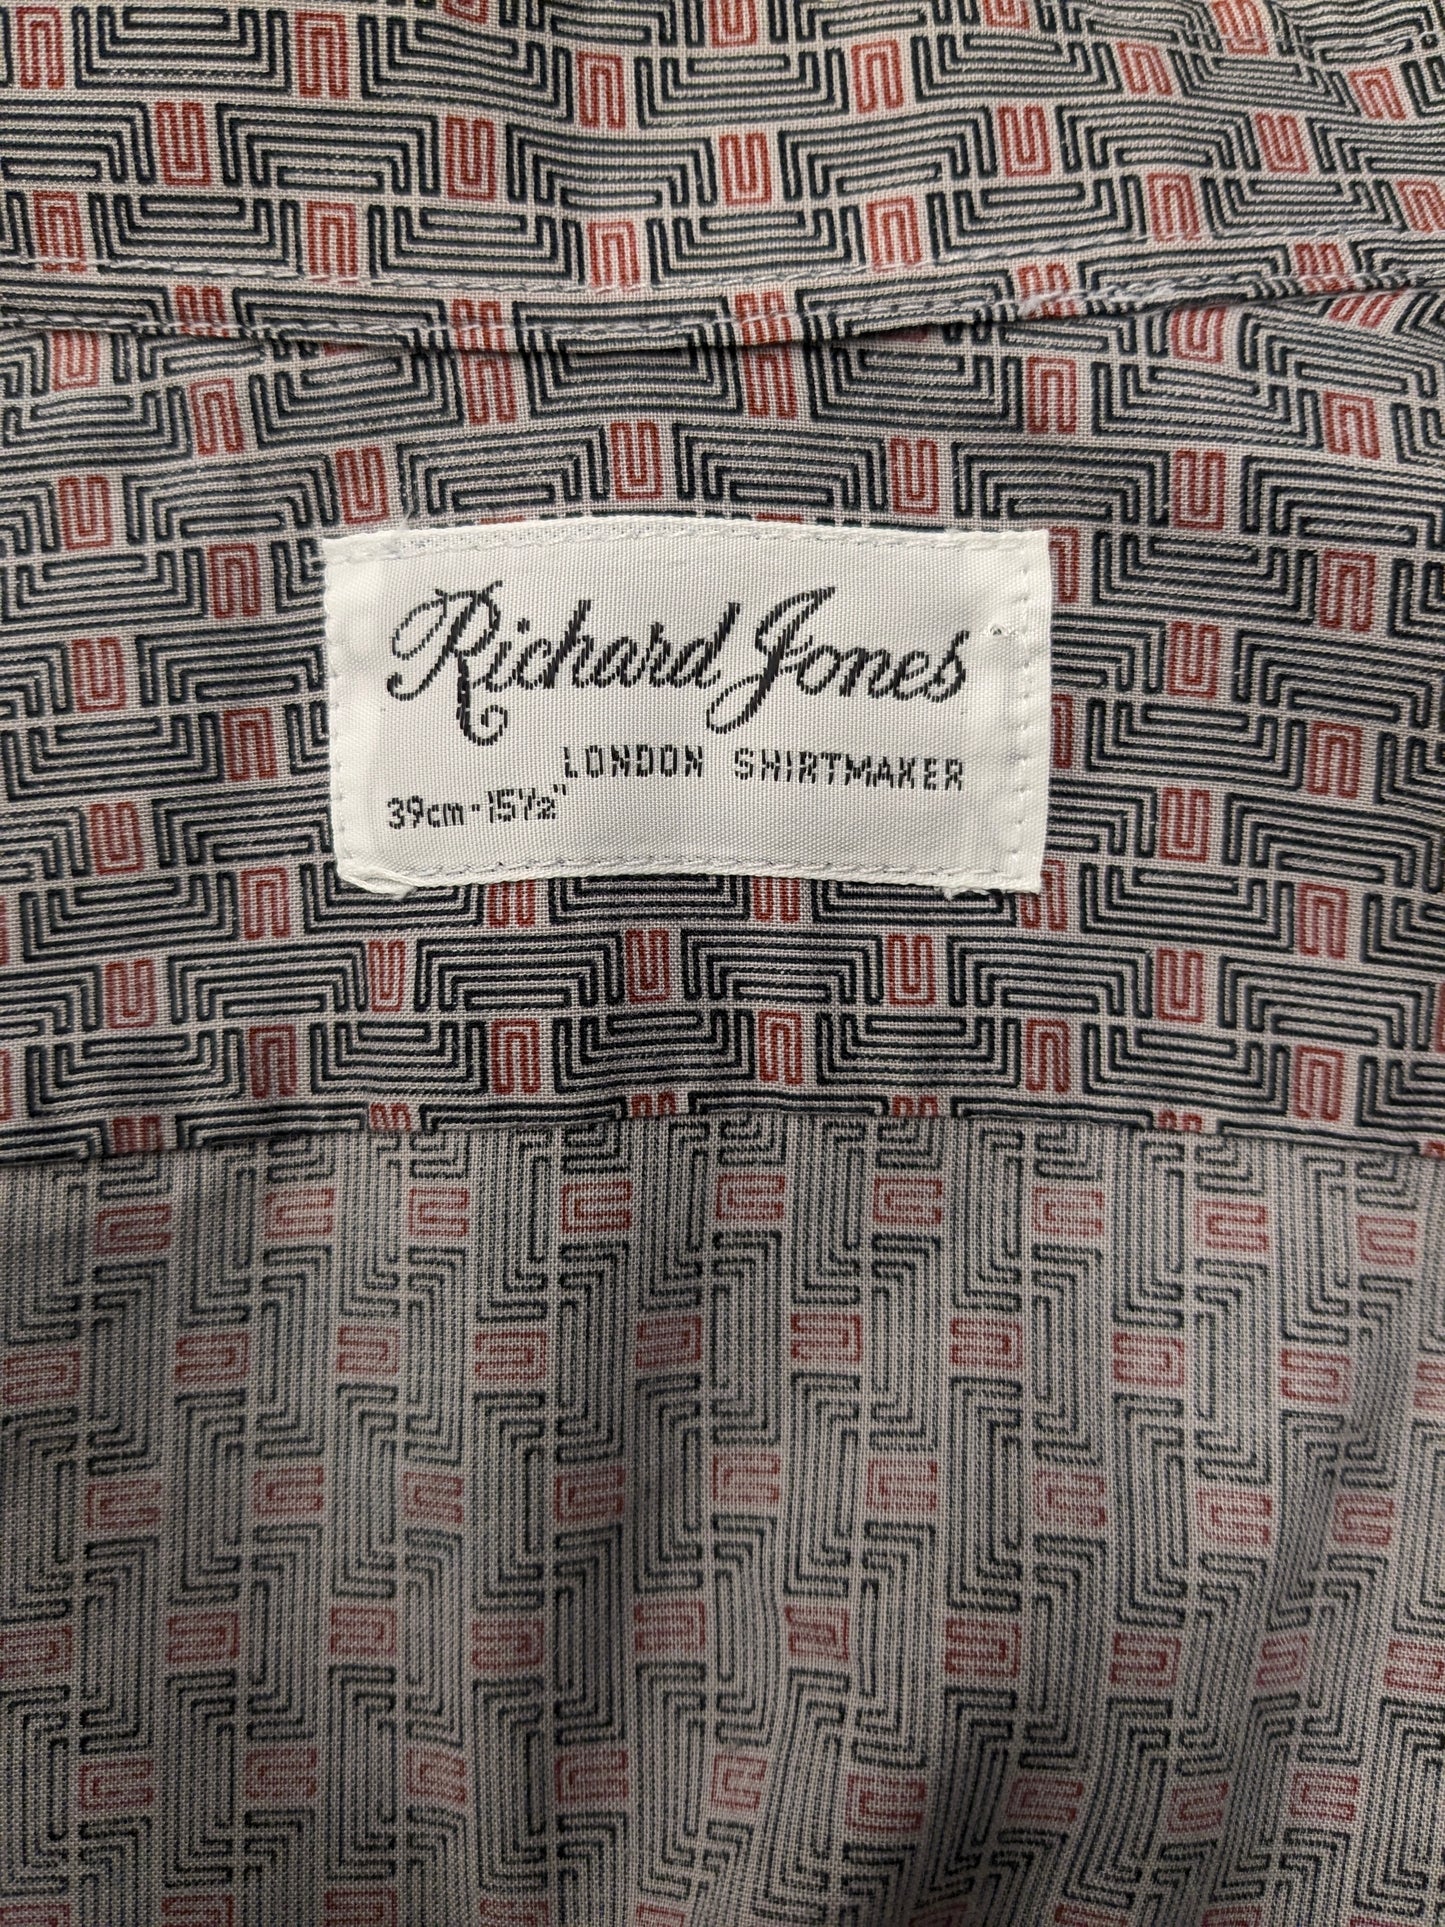 Richard Jones
LONDON SHIRTMAKER
39cm - 15½"